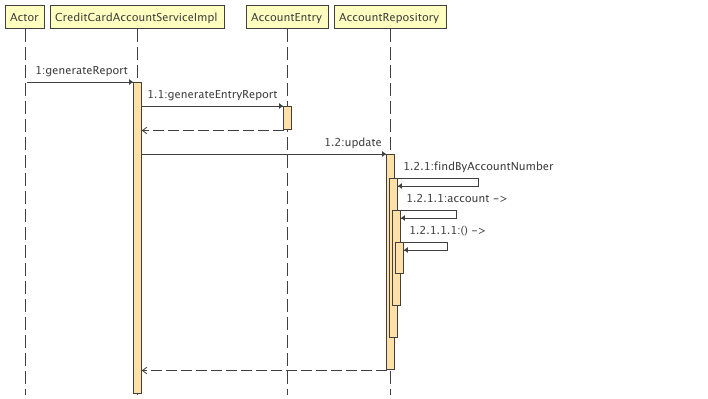 Actor
CreditCardAccountServiceImpl
AccountEntry
AccountRepository
1:generateReport
1.1:generateEntryReport
1.2:update
1.2.1:findByAccountNumber
1.2.1.1:account ->
1.2.1.1.1:() ->